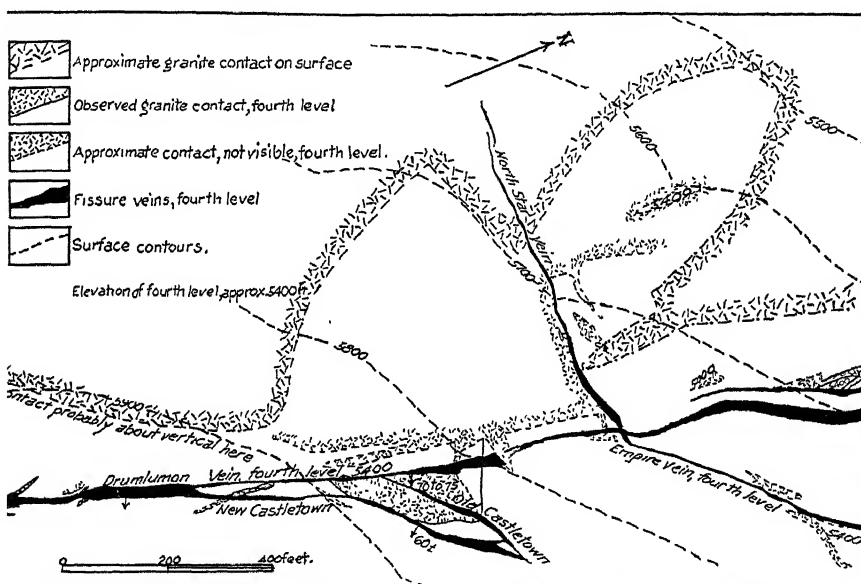 N
Approximate granite contact on surface
Observed granite contact, fourth level
Approximate contact, not visible, fourth level.
Fissure veins, fourth level
Surface contours.
Elevation of fourth level, approx. 5400 ft
North Star Vein
5600
5500
5400
5700
5800
5900
contact probably about vertical here
Drumlumon Vein, fourth level
5400
New Castletown
Old Castletown
60±
Empire Vein, fourth level
5400
0 200 400 feet.